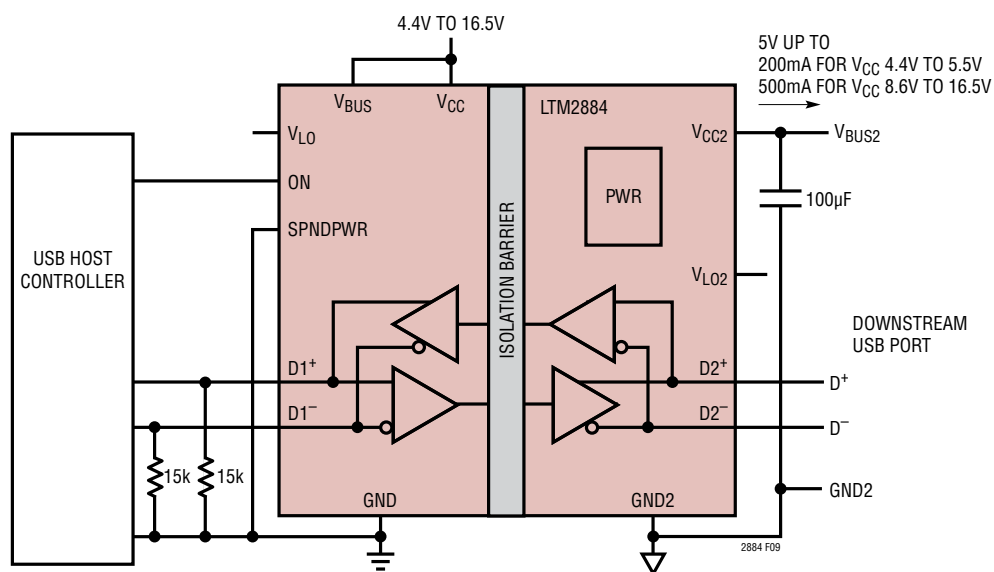 4.4V TO 16.5V
5V UP TO
200mA FOR VCC 4.4V TO 5.5V
500mA FOR VCC 8.6V TO 16.5V
VBUS
VCC
LTM2884
VLO
VCC2
VBUS2
ON
PWR
100µF
SPNDPWR
USB HOST
CONTROLLER
ISOLATION BARRIER
VLO2
DOWNSTREAM
USB PORT
D1+
D2+
D+
D1−
D2−
D−
15k
15k
GND
GND2
GND2
2884 F09